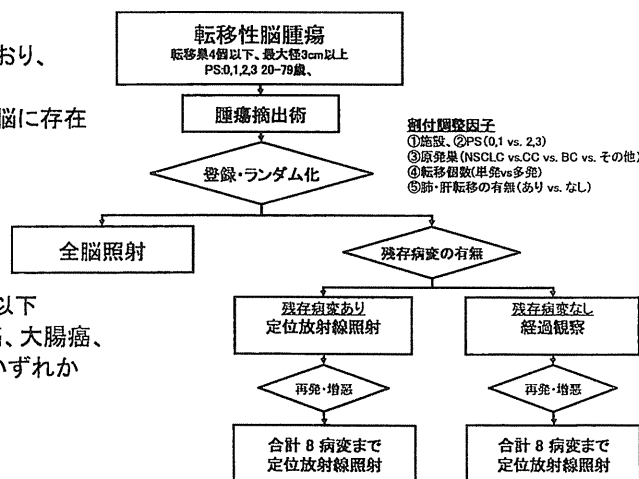 転移性脳腫瘍
転移巣4個以下、最大径3cm以上
PS:0,1,2,3 20-79歳、
おり、
脳に存在
腫瘍摘出術
割付調整因子
①施設、②PS(0,1 vs. 2,3)
③原発巣(NSCLC vs.CC vs. BC vs. その他)
④転移個数(単発vs多発)
⑤肺・肝転移の有無(あり vs. なし)
登録・ランダム化
全脳照射
残存病変の有無
以下
、大腸癌、
いずれか
残存病変あり
定位放射線照射
残存病変なし
経過観察
再発・増悪
再発・増悪
合計 8 病変まで
定位放射線照射
合計 8 病変まで
定位放射線照射